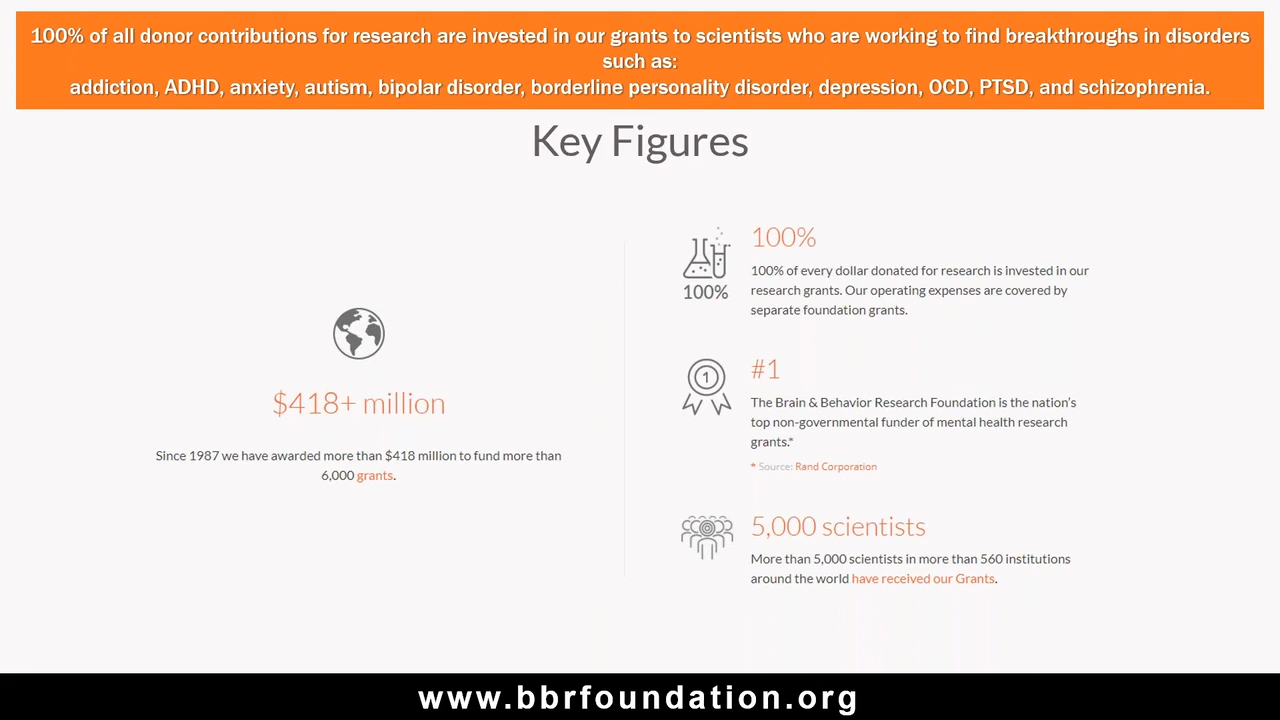 100% of all donor contributions for research are invested in our grants to scientists who are working to find breakthroughs in disorders
such as:
addiction, ADHD, anxiety, autism, bipolar disorder, borderline personality disorder, depression, OCD, PTSD, and schizophrenia.
Key Figures
$418+ million
Since 1987 we have awarded more than $418 million to fund more than
6,000 grants.
100%
100%
100% of every dollar donated for research is invested in our
research grants. Our operating expenses are covered by
separate foundation grants.
1
#1
The Brain & Behavior Research Foundation is the nation's
top non-governmental funder of mental health research
grants.*
* Source: Rand Corporation
5,000 scientists
More than 5,000 scientists in more than 560 institutions
around the world have received our Grants.
www.bbrfoundation.org